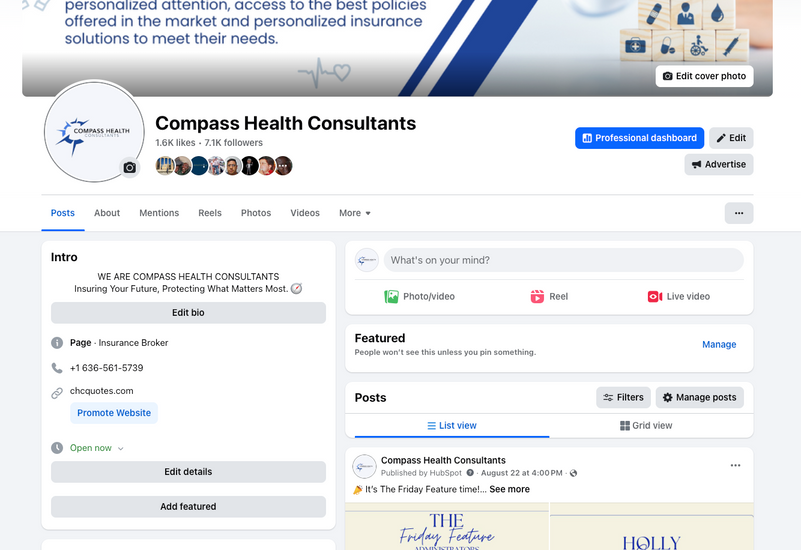 personalized attention, access to the best policies
offered in the market and personalized insurance
solutions to meet their needs.
Edit cover photo
COMPASS HEALTH
CONSULTANTS
Compass Health Consultants
1.6K likes • 7.1K followers
Professional dashboard
Edit
Advertise
Posts
About
Mentions
Reels
Photos
Videos
More
Intro
WE ARE COMPASS HEALTH CONSULTANTS
Insuring Your Future, Protecting What Matters Most. 🧭
Edit bio
Page · Insurance Broker
+1 636-561-5739
chcquotes.com
Promote Website
Open now
Edit details
Add featured
What's on your mind?
Photo/video
Reel
Live video
Featured
People won't see this unless you pin something.
Manage
Posts
Filters
Manage posts
List view
Grid view
Compass Health Consultants
Published by HubSpot · August 22 at 4:00 PM ·
🎉 It's The Friday Feature time!... See more
THE
Friday Feature
ADMINISTRATORS
HOLLY